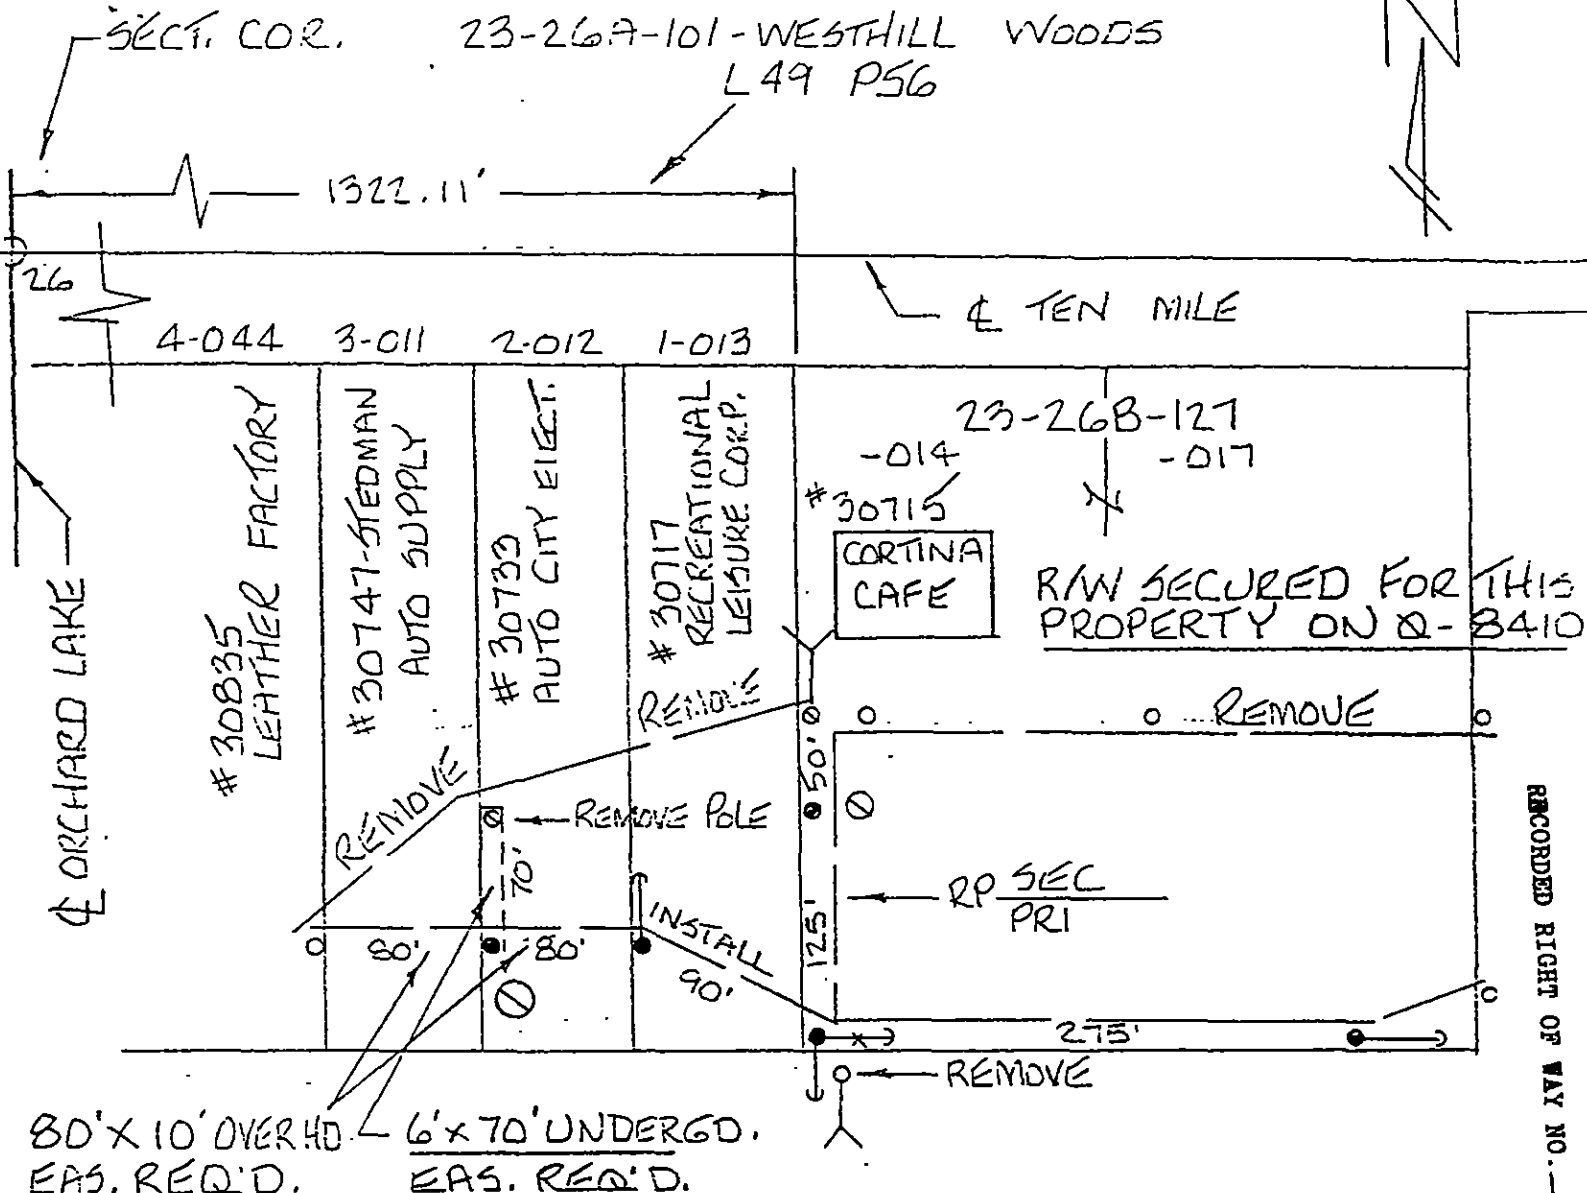 SECT. COR.
23-26A-101-WESTHILL WOODS
L49 P56
N
1322.11'
26
℄ TEN MILE
4-044
3-011
2-012
1-013
23-26B-127
-014
-017
#30715
CORTINA
CAFE
R/W SECURED FOR THIS
PROPERTY ON Q-8410
℄ ORCHARD LAKE
#30835
LEATHER FACTORY
#30747-STEDMAN
AUTO SUPPLY
#30733
AUTO CITY ELECT.
#30717
RECREATIONAL
LEISURE CORP.
REMOVE
REMOVE
REMOVE
50'
REMOVE POLE
70'
RP SEC
PRI
125'
INSTALL
80'
80'
90'
275'
REMOVE
80'X10' OVERHD
EAS. REQ'D.
6'X70' UNDERGD.
EAS. REQ'D.
RECORDED RIGHT OF WAY NO.